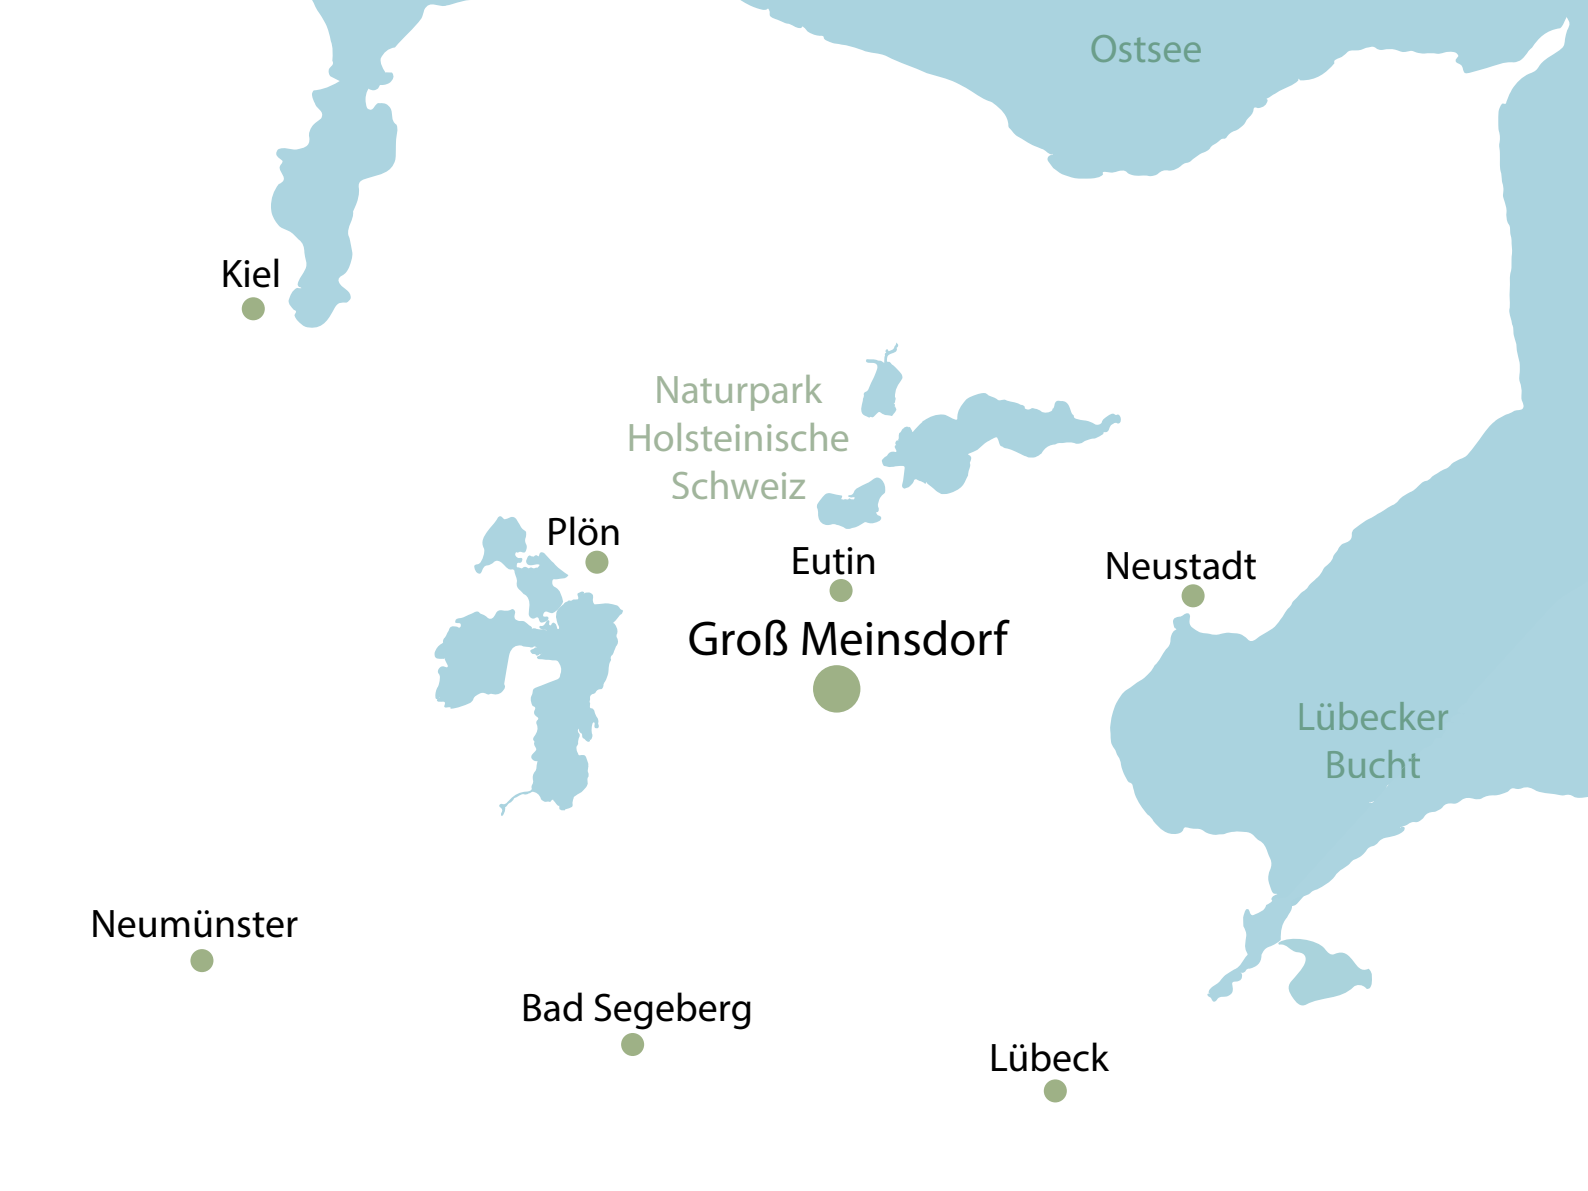 Ostsee
Kiel
Naturpark
Holsteinische
Schweiz
Plön
Eutin
Neustadt
Groß Meinsdorf
Lübecker
Bucht
Neumünster
Bad Segeberg
Lübeck